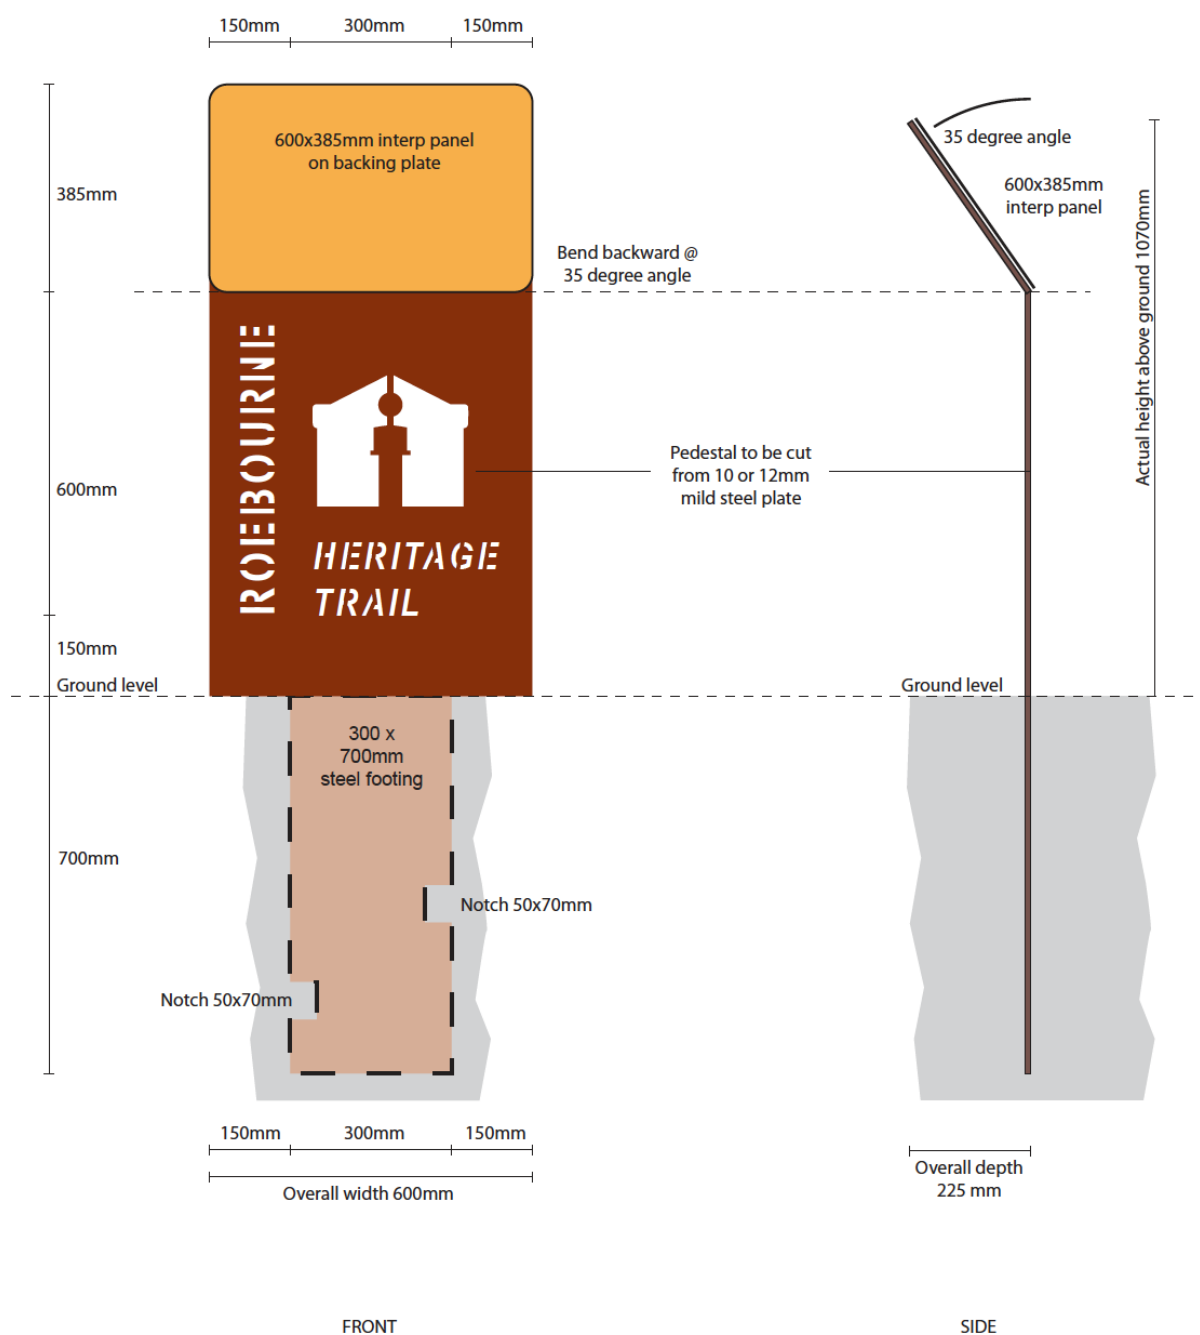 150mm
300mm
150mm
600x385mm interp panel
on backing plate
385mm
35 degree angle
600x385mm
interp panel
Actual height above ground 1070mm
Bend backward @
35 degree angle
ROEBOURNE
HERITAGE
TRAIL
600mm
Pedestal to be cut
from 10 or 12mm
mild steel plate
150mm
Ground level
Ground level
300 x
700mm
steel footing
700mm
Notch 50x70mm
Notch 50x70mm
150mm
300mm
150mm
Overall width 600mm
Overall depth
225 mm
FRONT
SIDE